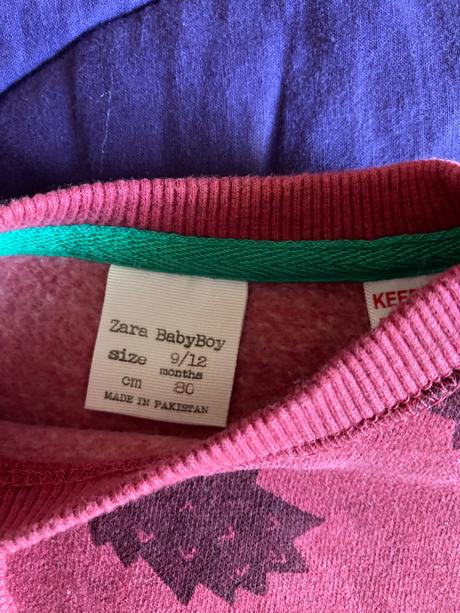 Zara BabyBoy
size 9/12
months
cm 80
MADE IN PAKISTAN
KEEP